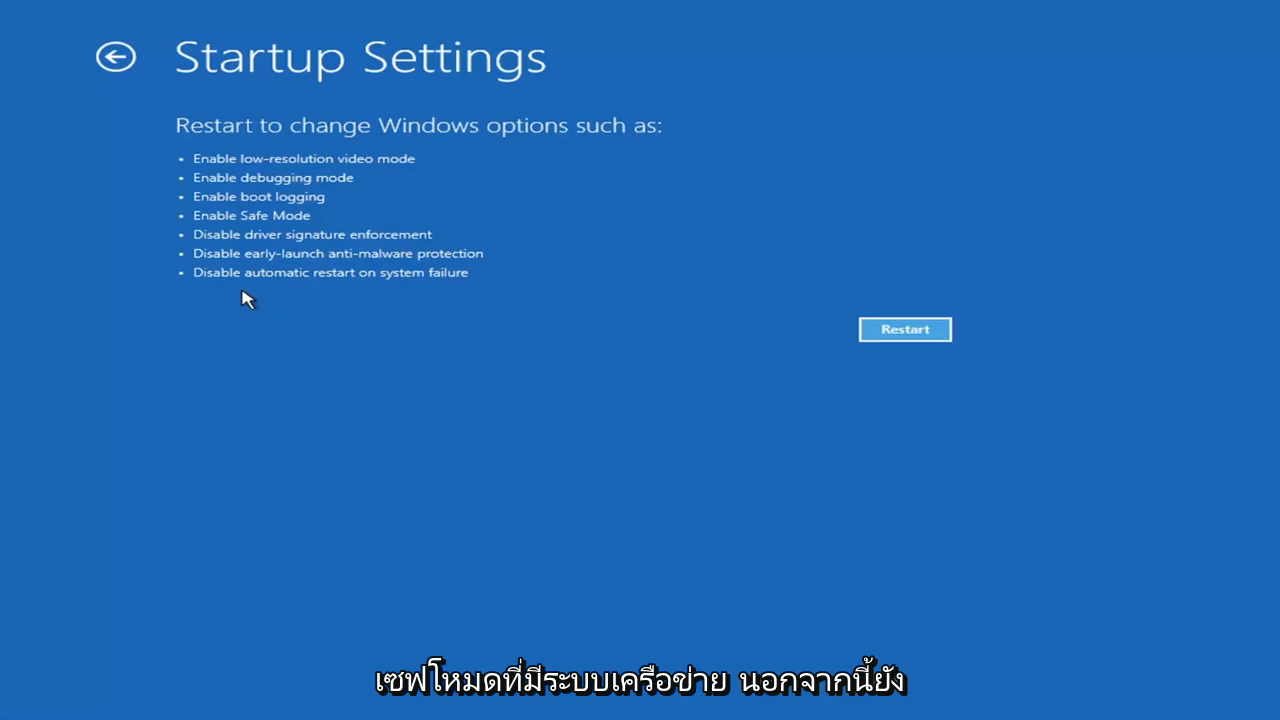 Startup Settings
Restart to change Windows options such as:
• Enable low-resolution video mode
• Enable debugging mode
• Enable boot logging
• Enable Safe Mode
• Disable driver signature enforcement
• Disable early-launch anti-malware protection
• Disable automatic restart on system failure
Restart
เซฟโหมดที่มีระบบเครือข่าย นอกจากนี้ยัง